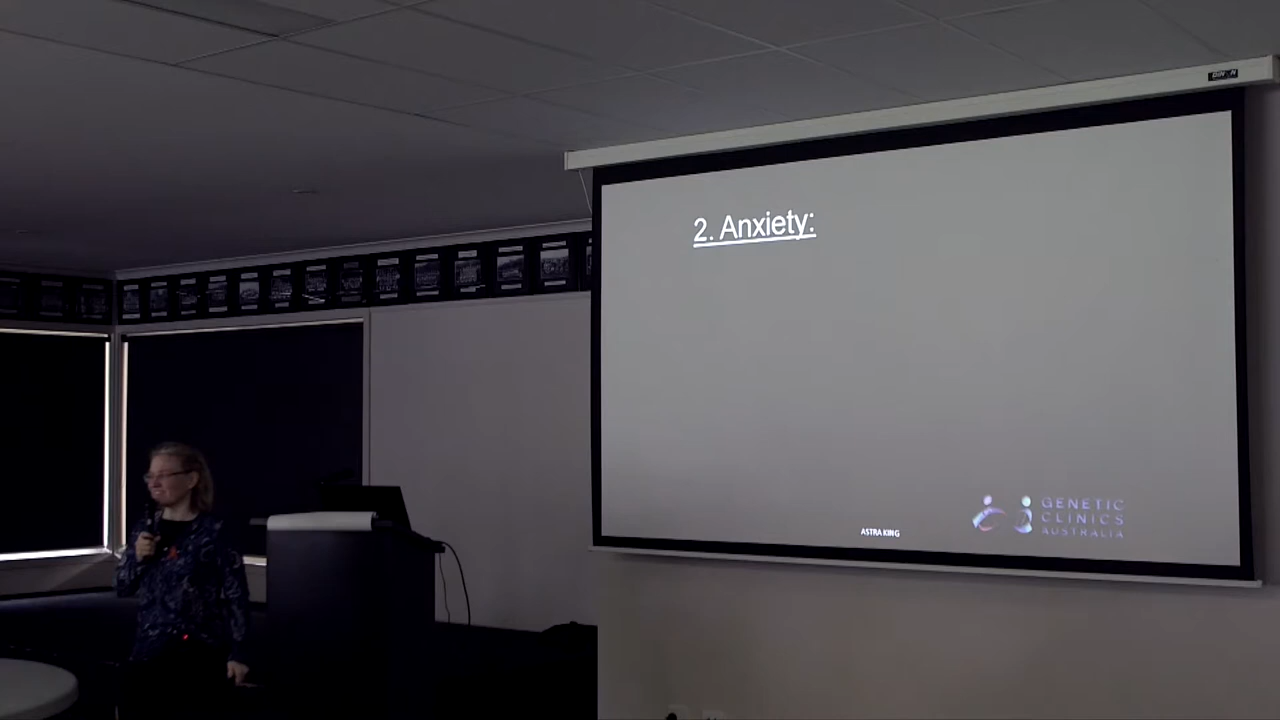 2. Anxiety:
ASTRA KING
GENETIC
CLINICS
AUSTRALIA